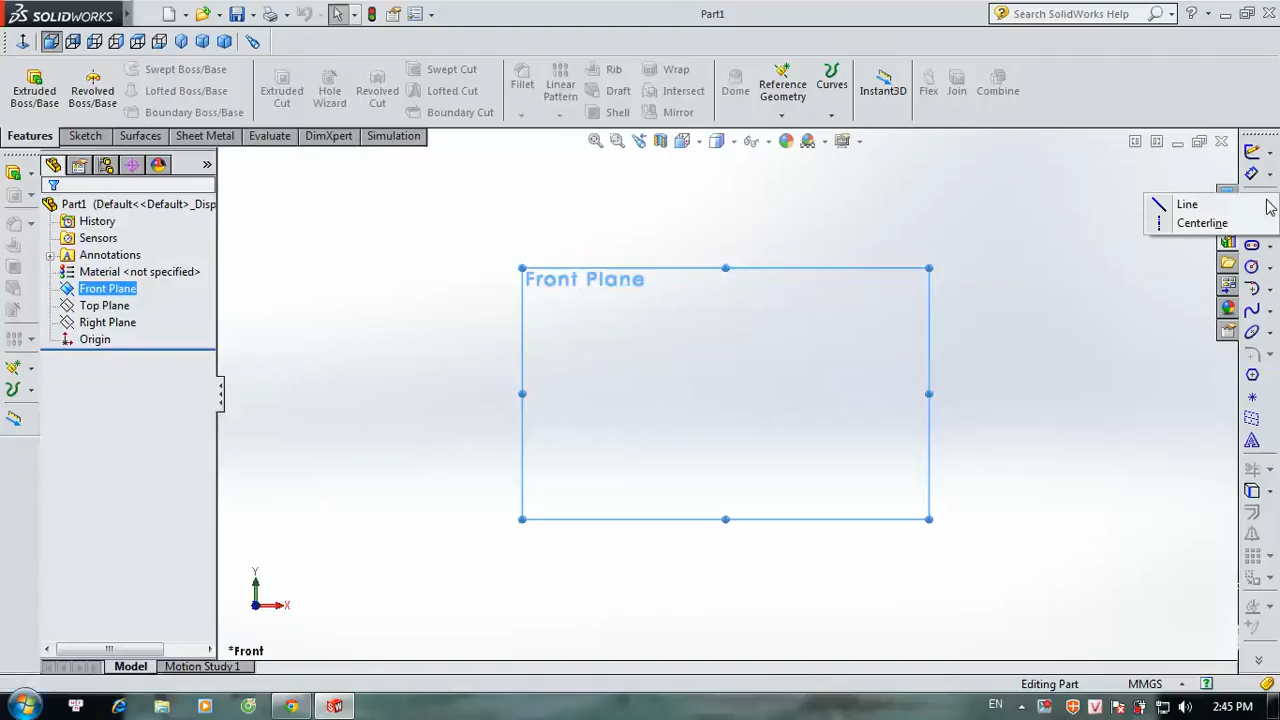 SOLIDWORKS
Part1
Search SolidWorks Help
Extruded Boss/Base
Revolved Boss/Base
Swept Boss/Base
Lofted Boss/Base
Boundary Boss/Base
Extruded Cut
Hole Wizard
Revolved Cut
Swept Cut
Lofted Cut
Boundary Cut
Fillet
Linear Pattern
Rib
Draft
Shell
Wrap
Intersect
Mirror
Dome
Reference Geometry
Curves
Instant3D
Flex
Join
Combine
Features
Sketch
Surfaces
Sheet Metal
Evaluate
DimXpert
Simulation
Part1 (Default<<Default>_Disp
History
Sensors
Annotations
Material <not specified>
Front Plane
Top Plane
Right Plane
Origin
Front Plane
Line
Centerline
Y
X
*Front
Model
Motion Study 1
Editing Part
MMGS
EN
2:45 PM